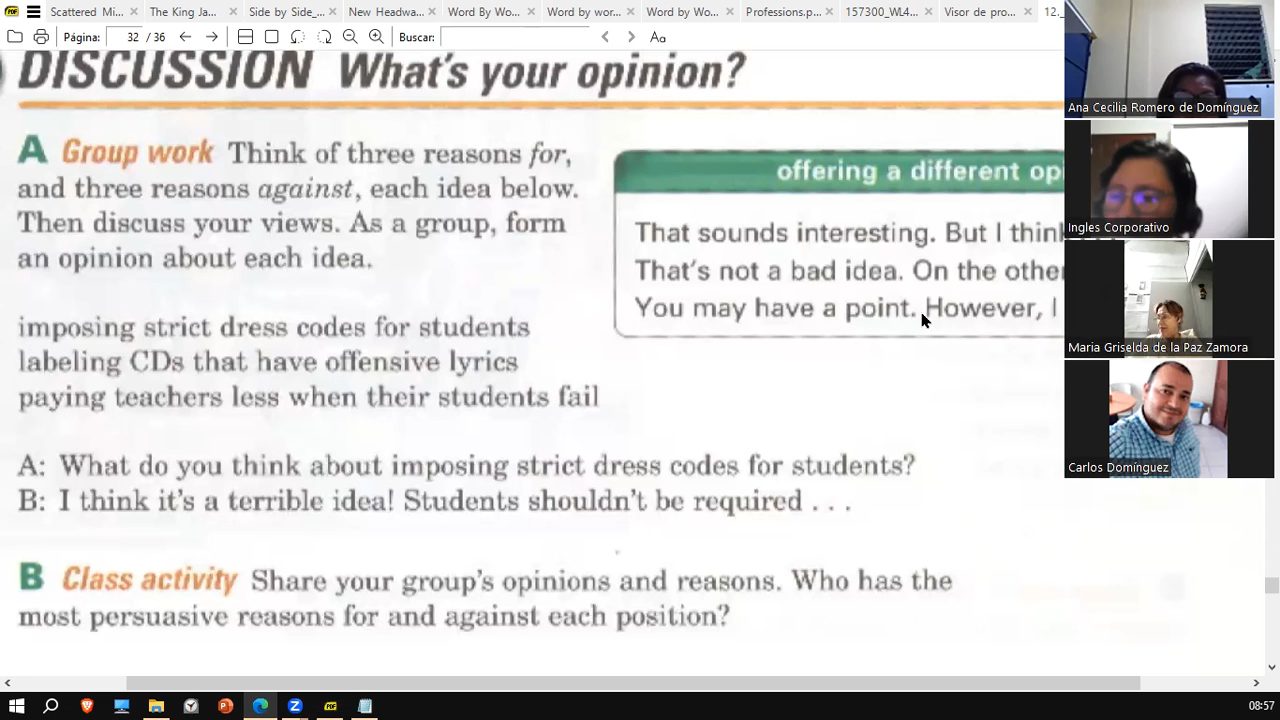 Scattered Mi...
The King Ja...
Side by Side_...
New Headwa...
Word By Wo...
Word by wor...
Word by Wo...
Professions.p...
157300_WL4...
Visor de pro...
12.
Página: 32 / 36
Buscar:
DISCUSSION What's your opinion?
A Group work Think of three reasons for,
and three reasons against, each idea below.
Then discuss your views. As a group, form
an opinion about each idea.
offering a different op
That sounds interesting. But I think
That's not a bad idea. On the other
You may have a point. However, I
imposing strict dress codes for students
labeling CDs that have offensive lyrics
paying teachers less when their students fail
A: What do you think about imposing strict dress codes for students?
B: I think it's a terrible idea! Students shouldn't be required . . .
B Class activity Share your group's opinions and reasons. Who has the
most persuasive reasons for and against each position?
Ana Cecilia Romero de Domínguez
Ingles Corporativo
Maria Griselda de la Paz Zamora
Carlos Domínguez
08:57